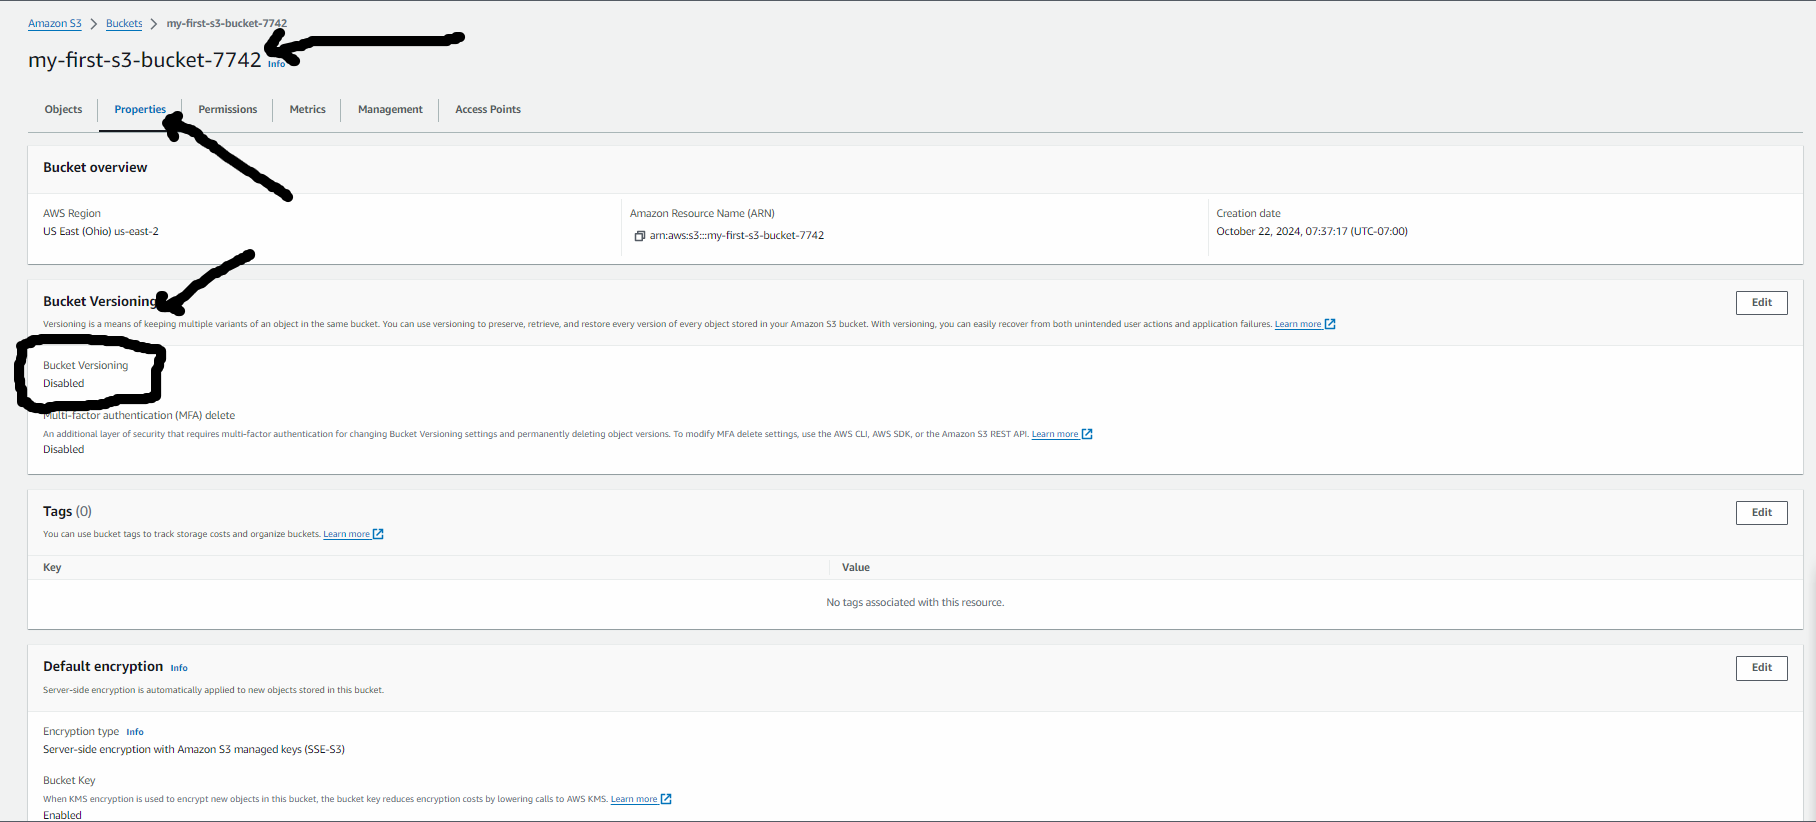 Amazon S3 > Buckets > my-first-s3-bucket-7742
my-first-s3-bucket-7742 Info
Objects Properties Permissions Metrics Management Access Points
Bucket overview
AWS Region
US East (Ohio) us-east-2
Amazon Resource Name (ARN)
arn:aws:s3:::my-first-s3-bucket-7742
Creation date
October 22, 2024, 07:37:17 (UTC-07:00)
Bucket Versioning
Edit
Versioning is a means of keeping multiple variants of an object in the same bucket. You can use versioning to preserve, retrieve, and restore every version of every object stored in your Amazon S3 bucket. With versioning, you can easily recover from both unintended user actions and application failures. Learn more
Bucket Versioning
Disabled
Multi-factor authentication (MFA) delete
An additional layer of security that requires multi-factor authentication for changing Bucket Versioning settings and permanently deleting object versions. To modify MFA delete settings, use the AWS CLI, AWS SDK, or the Amazon S3 REST API. Learn more
Disabled
Tags (0)
Edit
You can use bucket tags to track storage costs and organize buckets. Learn more
Key Value
No tags associated with this resource.
Default encryption Info
Edit
Server-side encryption is automatically applied to new objects stored in this bucket.
Encryption type Info
Server-side encryption with Amazon S3 managed keys (SSE-S3)
Bucket Key
When KMS encryption is used to encrypt new objects in this bucket, the bucket key reduces encryption costs by lowering calls to AWS KMS. Learn more
Enabled